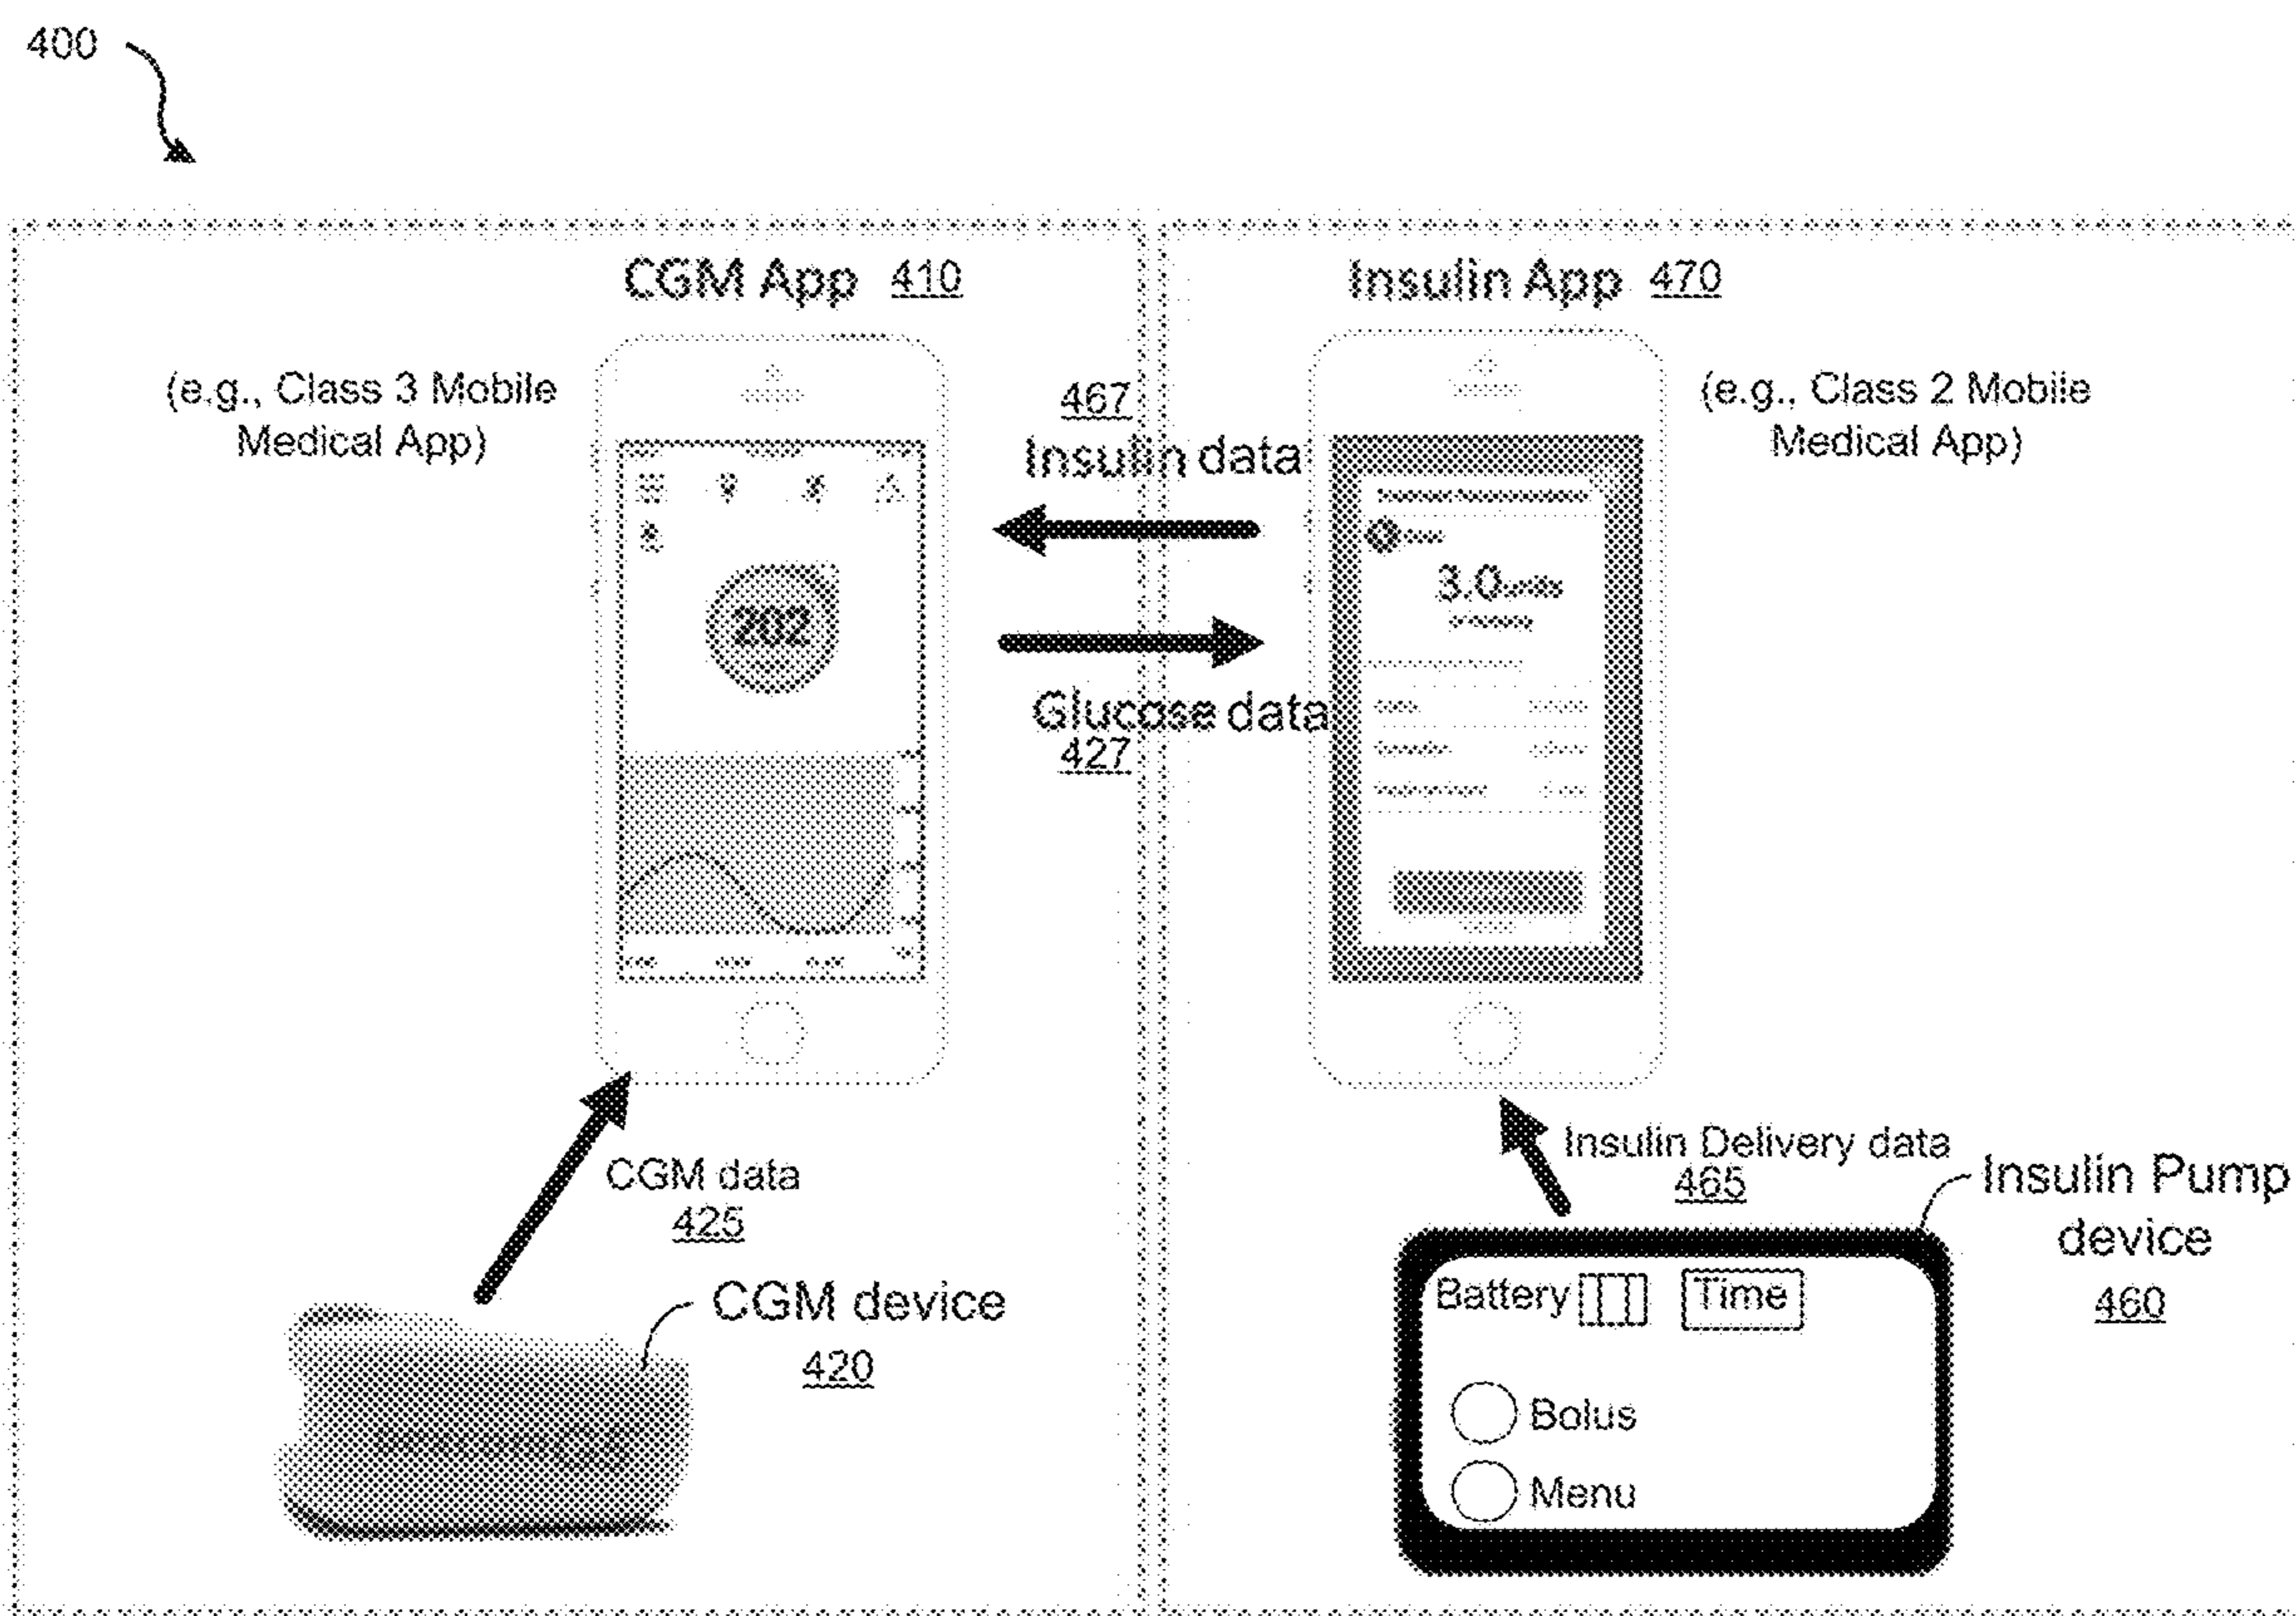 400
CGM App 410
(e.g., Class 3 Mobile
Medical App)
202
467
Insulin data
Glucose data
427
CGM data
425
CGM device
420
Insulin App 470
(e.g., Class 2 Mobile
Medical App)
3.0 units
Insulin Delivery data
465
Insulin Pump
device
460
Battery Time
Bolus
Menu